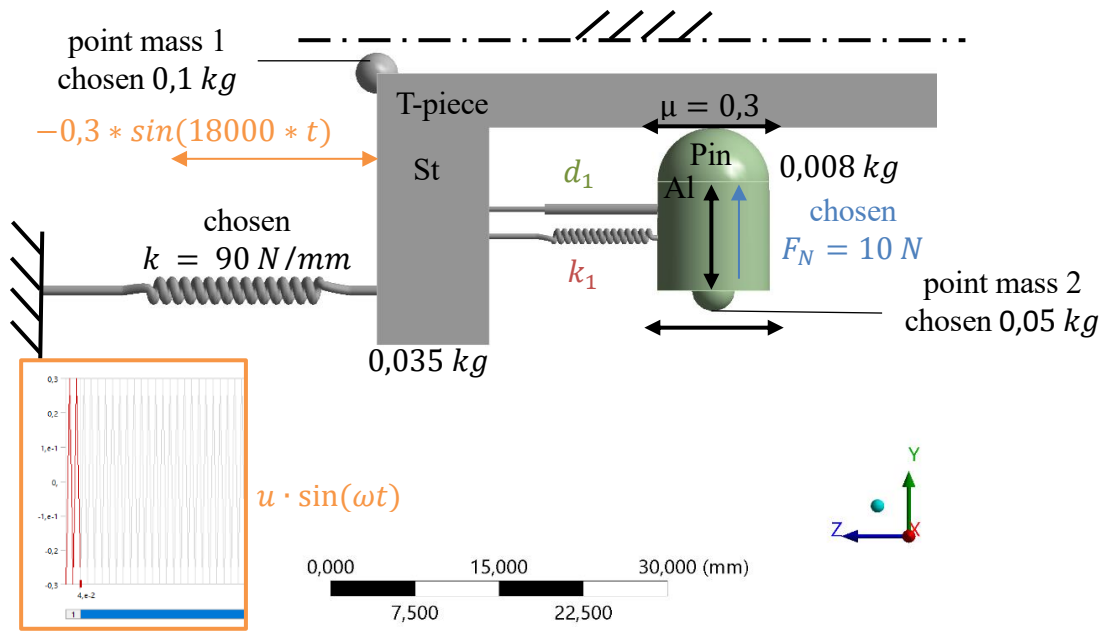 point mass 1
chosen 0,1 kg
−0,3 * sin(18000 * t)
T-piece
μ = 0,3
St
Pin
Al
0,008 kg
d₁
chosen
F_N = 10 N
chosen
k = 90 N/mm
k₁
point mass 2
chosen 0,05 kg
0,035 kg
0,3
0,2
1,e-1
0,
-1,e-1
-0,2
-0,3
4,e-2
1
u · sin(ωt)
Y
Z
X
0,000
15,000
30,000 (mm)
7,500
22,500